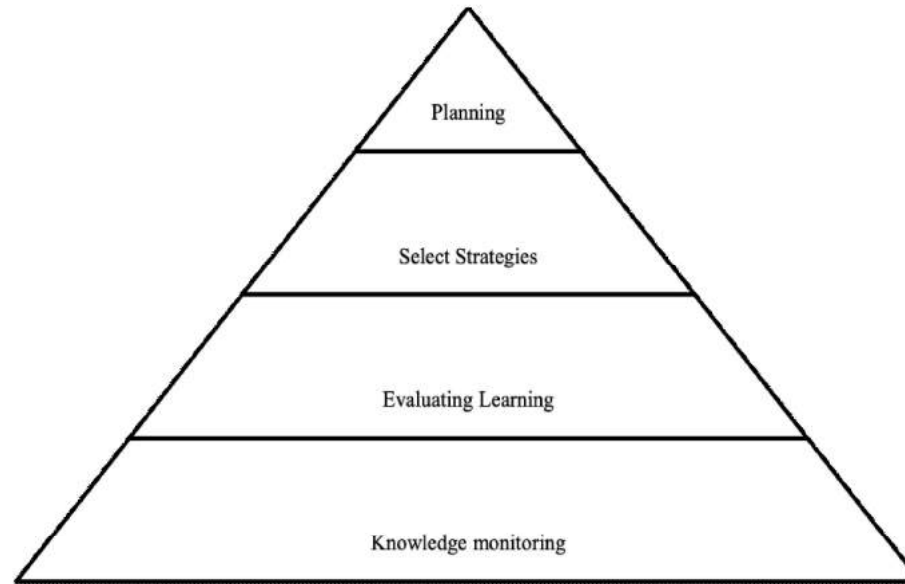 Planning
Select Strategies
Evaluating Learning
Knowledge monitoring